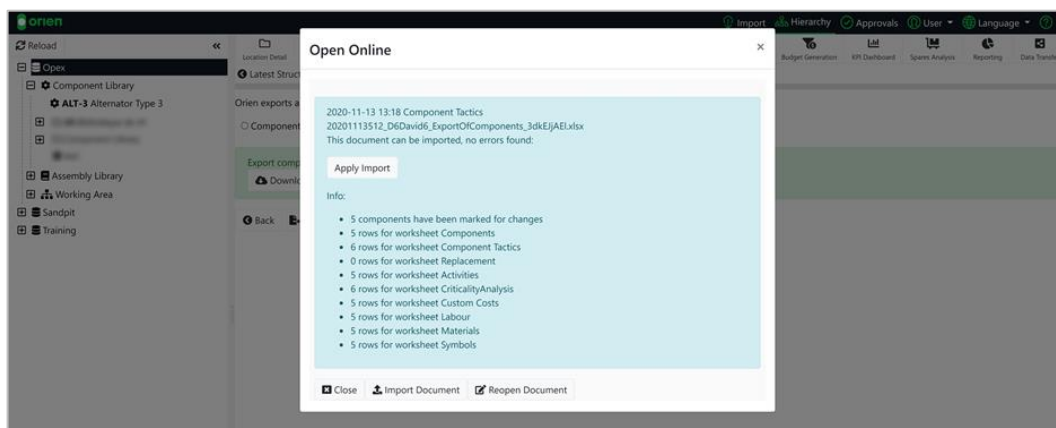 orien
Import Hierarchy Approvals User Language
Reload
Opex
Component Library
ALT-3 Alternator Type 3
Assembly Library
Working Area
Sandpit
Training
Location Detail
Budget Generation
KPI Dashboard
Spares Analysis
Reporting
Data Transfe
Latest Struct
Orien exports a
Component
Export comp
Downlo
Back
Open Online
×
2020-11-13 13:18 Component Tactics
20201113512_D6David6_ExportOfComponents_3dkEJjAEl.xlsx
This document can be imported, no errors found:
Apply Import
Info:
• 5 components have been marked for changes
• 5 rows for worksheet Components
• 6 rows for worksheet Component Tactics
• 0 rows for worksheet Replacement
• 5 rows for worksheet Activities
• 6 rows for worksheet CriticalityAnalysis
• 5 rows for worksheet Custom Costs
• 5 rows for worksheet Labour
• 5 rows for worksheet Materials
• 5 rows for worksheet Symbols
Close Import Document Reopen Document